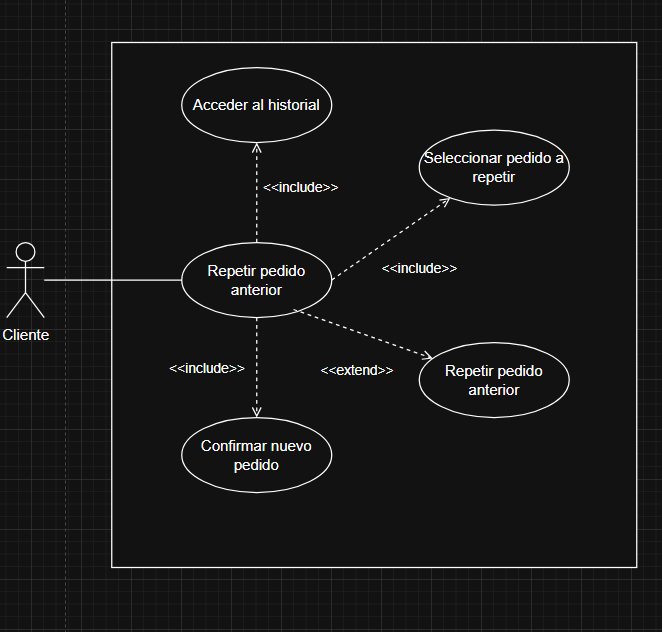 Acceder al historial
Seleccionar pedido a
repetir
<<include>>
<<include>>
Repetir pedido
anterior
Cliente
<<include>>
<<extend>>
Repetir pedido
anterior
Confirmar nuevo
pedido